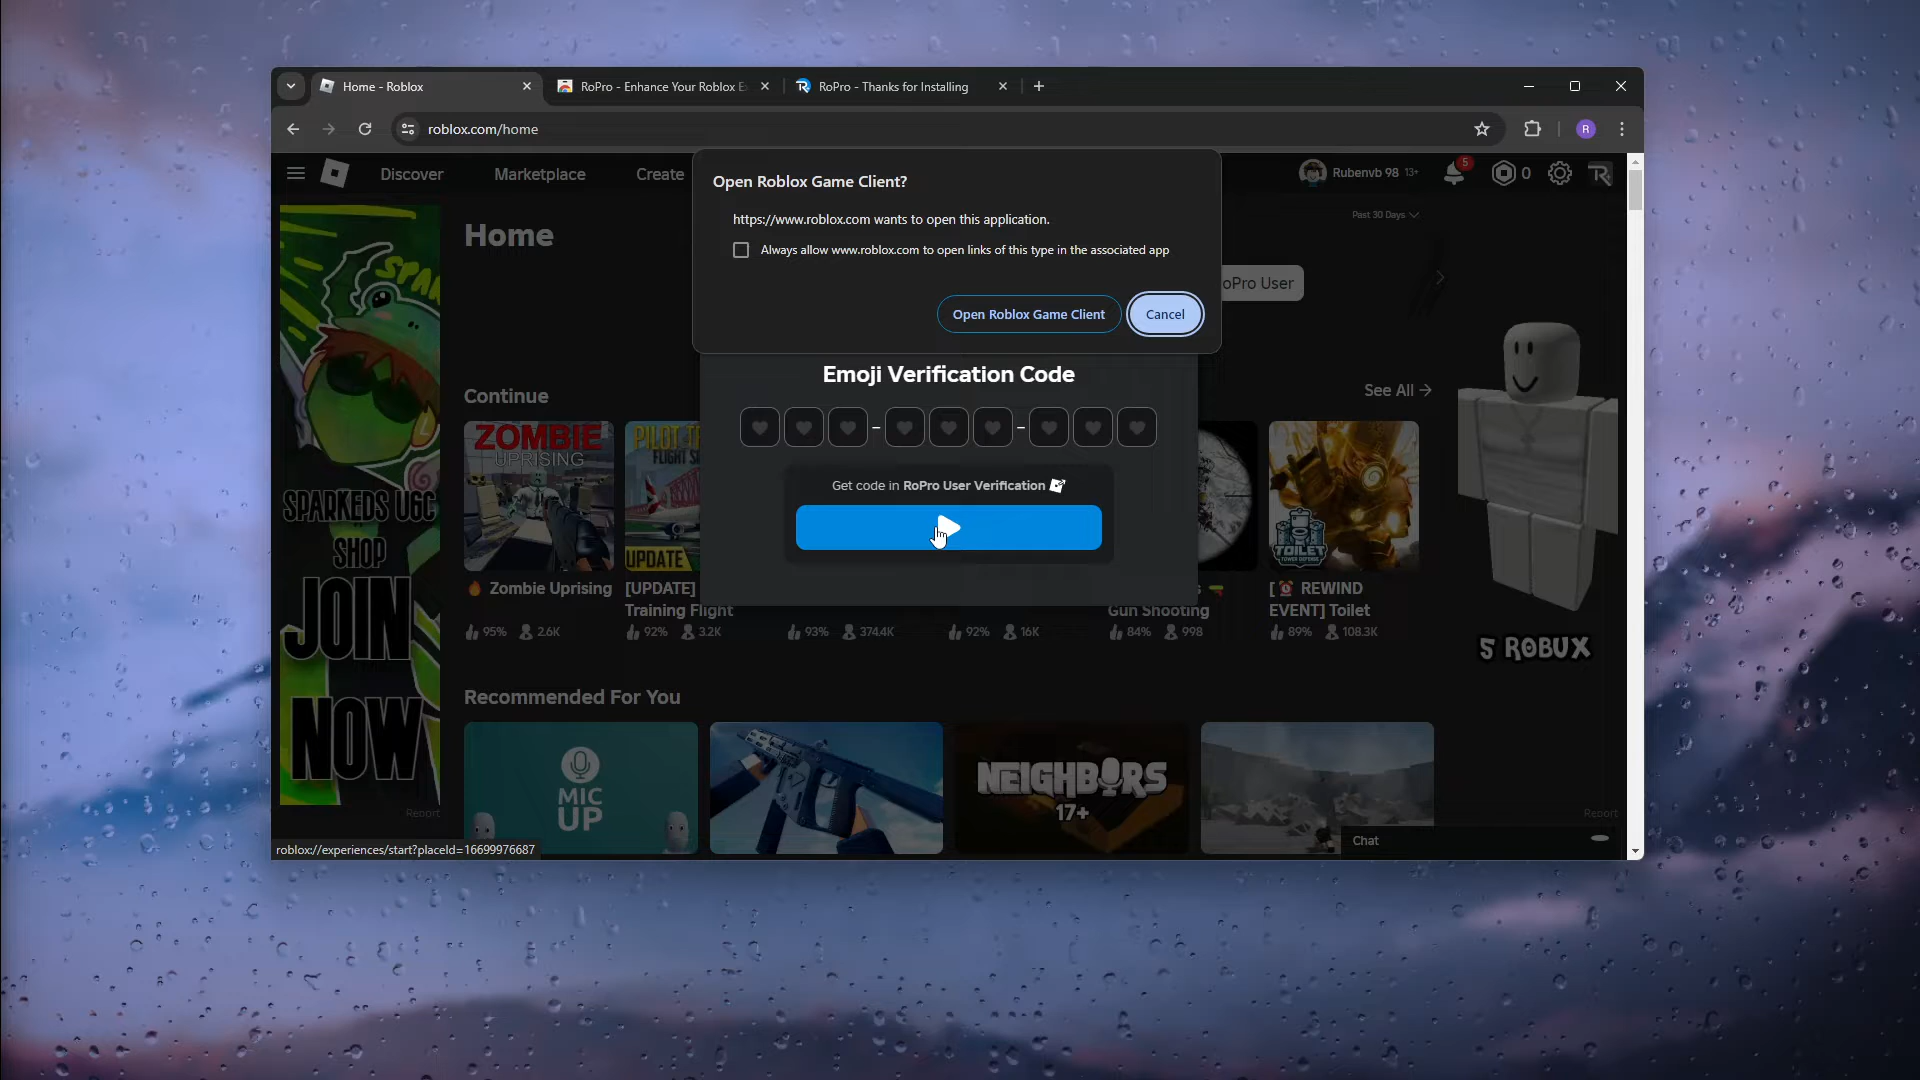 Home - Roblox
RoPro - Enhance Your Roblox E
RoPro - Thanks for Installing
roblox.com/home
R
Discover
Marketplace
Create
Rubenvb 98 13+
5
0
Open Roblox Game Client?
https://www.roblox.com wants to open this application.
Always allow www.roblox.com to open links of this type in the associated app
Open Roblox Game Client
Cancel
Home
Past 30 Days
oPro User
Emoji Verification Code
Get code in RoPro User Verification
SPARKEDS UGC
SHOP
JOIN
NOW
Report
Continue
See All →
ZOMBIE
UPRISING
UPDATE
TOILET
TOWER DEFENSE
Zombie Uprising
[UPDATE]
Training Flight
Gun Shooting
[ REWIND
EVENT] Toilet
95% 2.6K
92% 3.2K
93% 374.4K
92% 16K
84% 998
89% 108.3K
5 ROBUX
Recommended For You
MIC
UP
NEIGHBORS
17+
Report
Chat
roblox://experiences/start?placeId=16699976687